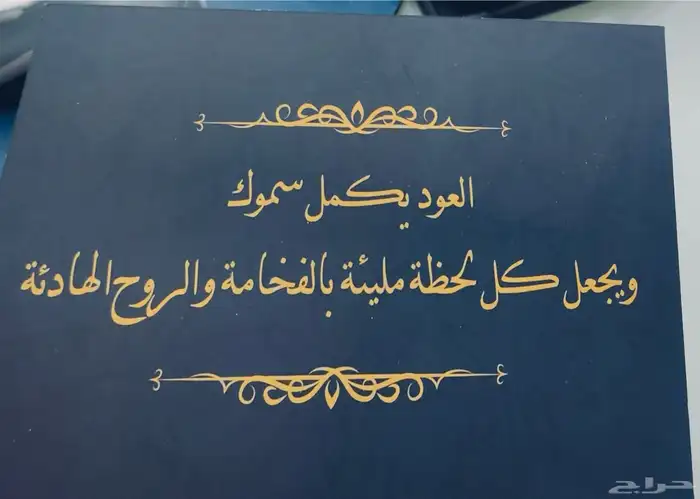 العود يكمل سموك
ويجعل كل لحظة مليئة بالفخامة والروح الهادئة
حراج